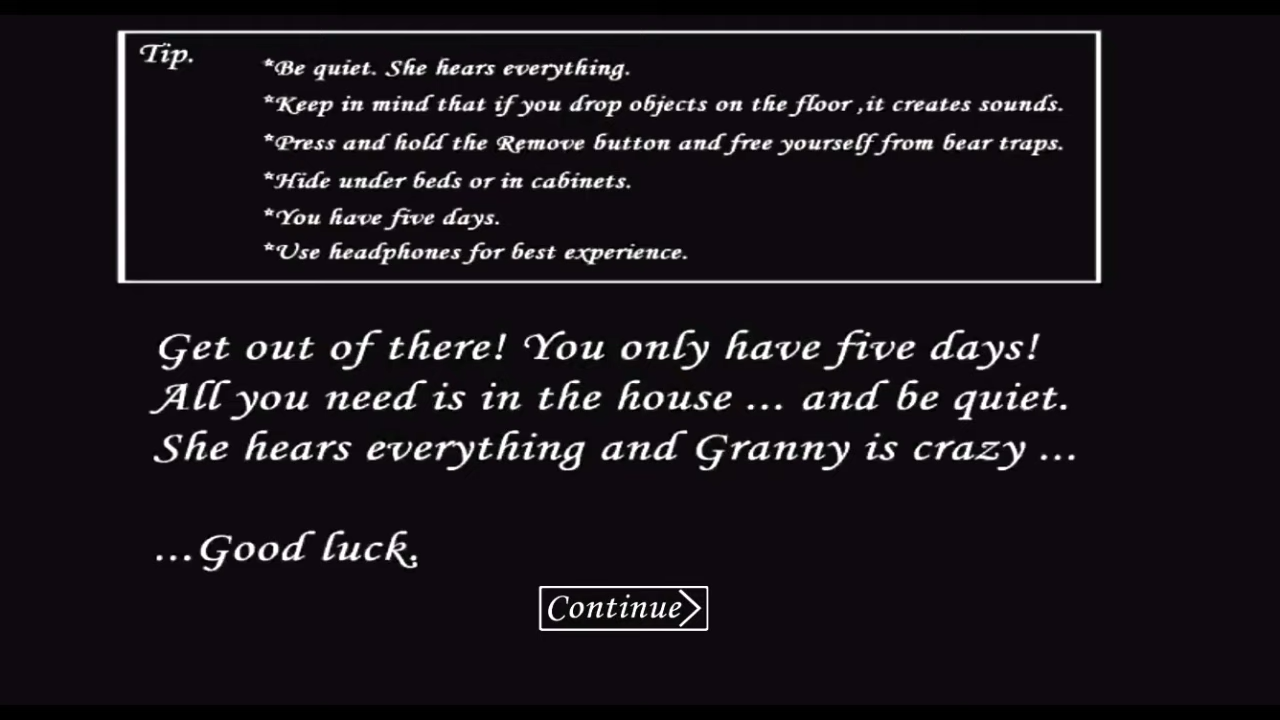 Tip.
*Be quiet. She hears everything.
*Keep in mind that if you drop objects on the floor ,it creates sounds.
*Press and hold the Remove button and free yourself from bear traps.
*Hide under beds or in cabinets.
*You have five days.
*Use headphones for best experience.
Get out of there! You only have five days!
All you need is in the house ... and be quiet.
She hears everything and Granny is crazy ...
...Good luck.
Continue>